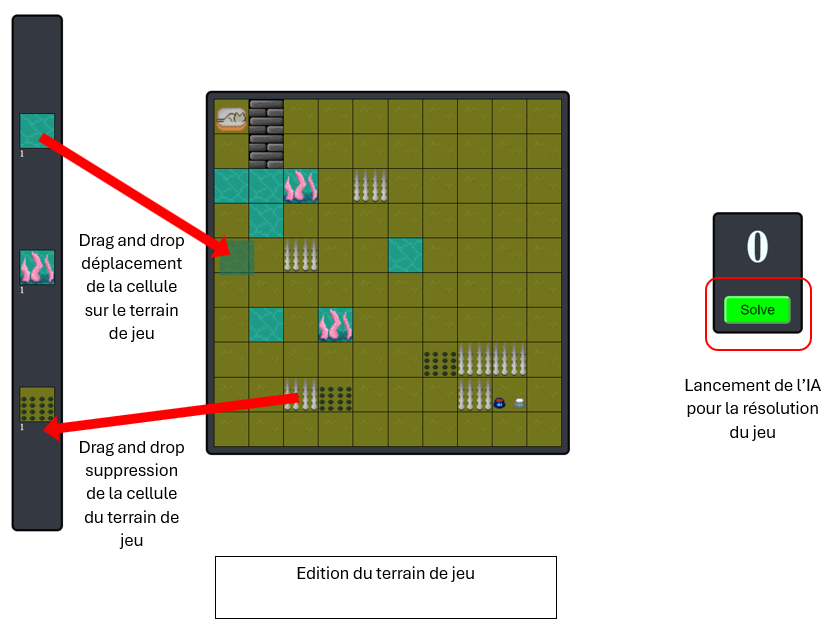 1
1
1
Drag and drop
déplacement
de la cellule
sur le terrain
de jeu
Drag and drop
suppression
de la cellule
du terrain de
jeu
0
Solve
Lancement de l’IA
pour la résolution
du jeu
Edition du terrain de jeu